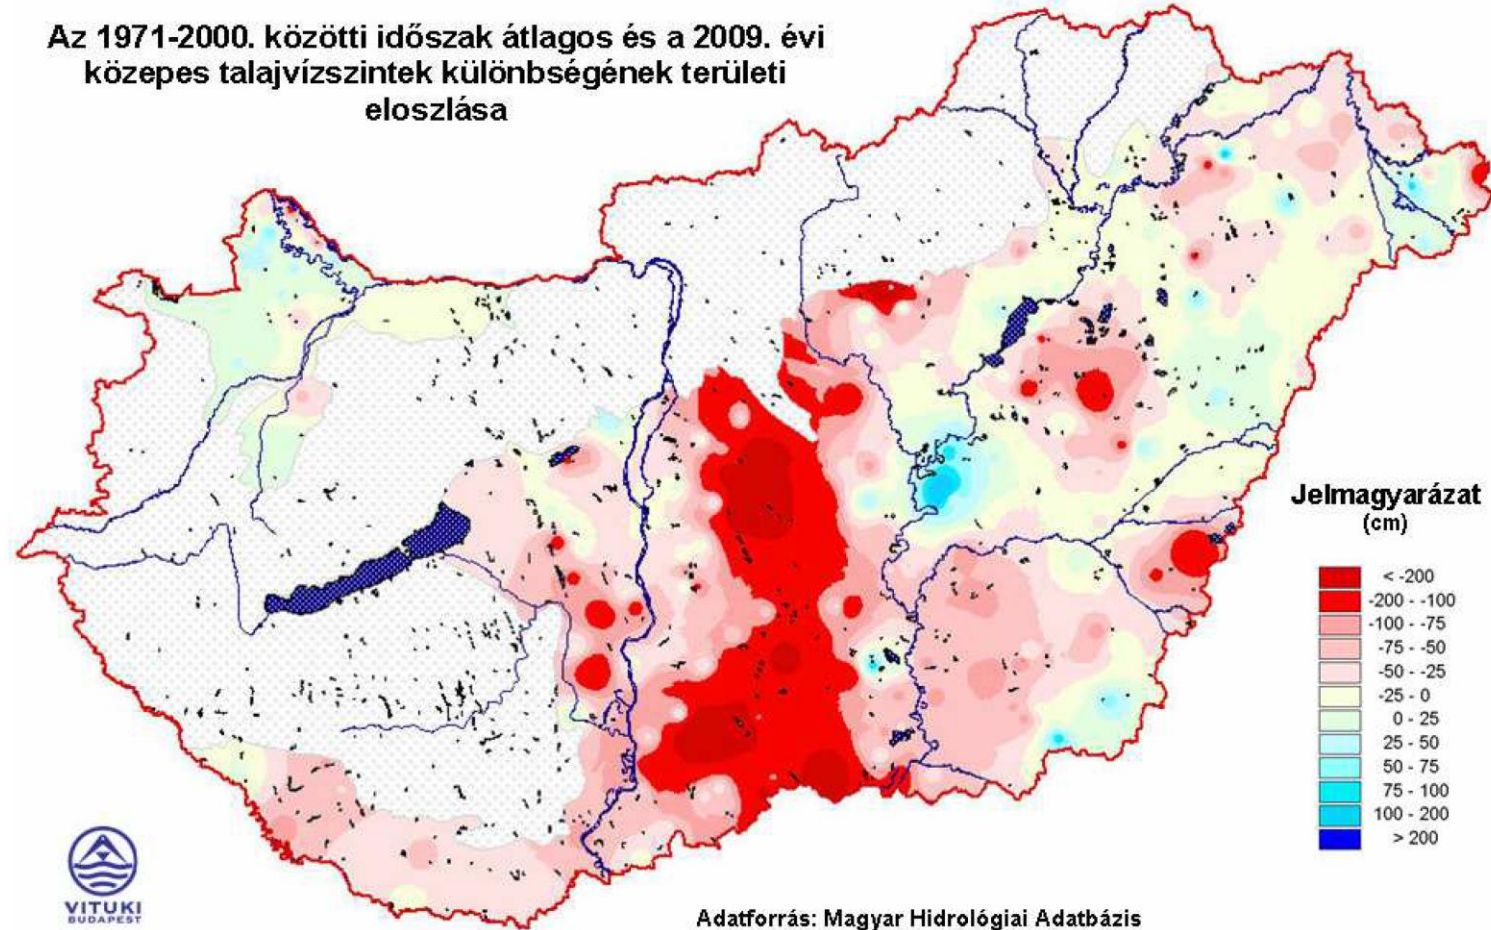 Az 1971-2000. közötti időszak átlagos és a 2009. évi
közepes talajvízszintek különbségének területi
eloszlása
Jelmagyarázat
(cm)
< -200
-200 - -100
-100 - -75
-75 - -50
-50 - -25
-25 - 0
0 - 25
25 - 50
50 - 75
75 - 100
100 - 200
> 200
VITUKI
BUDAPEST
Adatforrás: Magyar Hidrológiai Adatbázis